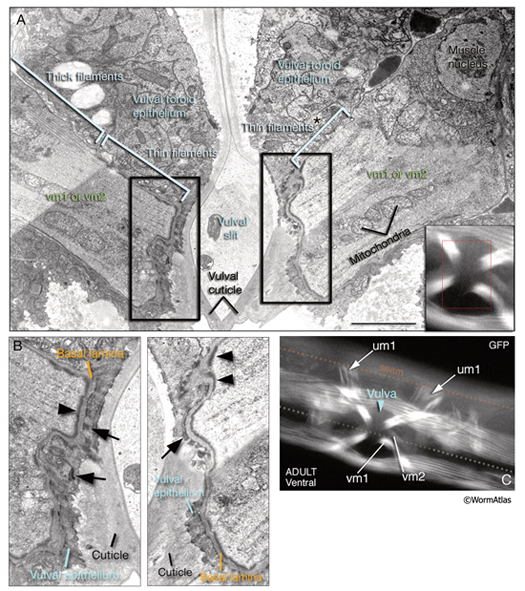 A
Thick filaments
Vulval toroid
epithelium
Thin filaments
vm1 or vm2
Vulval toroid
epithelium
Muscle
nucleus
Thin filaments
*
vm1 or vm2
Vulval
slit
Mitochondria
Vulval
cuticle
B
Basal lamina
Cuticle
Vulval epithelium
Vulval
epithelium
Cuticle
Basal lamina
GFP
um1
um1
Vulva
vm1
vm2
ADULT
Ventral
C
©WormAtlas